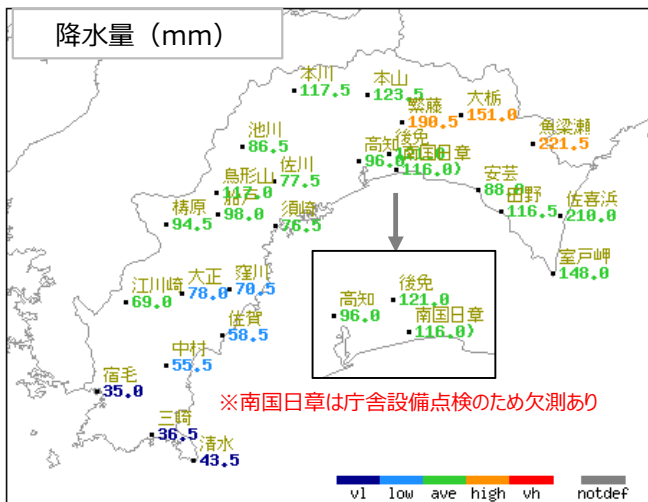 降水量（mm）
本川
117.5
本山
123.5
繁藤
190.5
大栃
151.0
魚梁瀬
221.5
池川
86.5
佐川
77.5
高知
96.0
後免
南国日章
116.0)
鳥形山
117.0
船戸
98.0
梼原
94.5
須崎
76.5
安芸
88.0
田野
116.5
佐喜浜
210.0
室戸岬
148.0
江川崎
69.0
大正
78.0
窪川
70.5
佐賀
58.5
中村
55.5
宿毛
35.0
三崎
36.5
清水
43.5
後免
121.0
高知
96.0
南国日章
116.0)
※南国日章は庁舎設備点検のため欠測あり
vl low ave high vh notdef